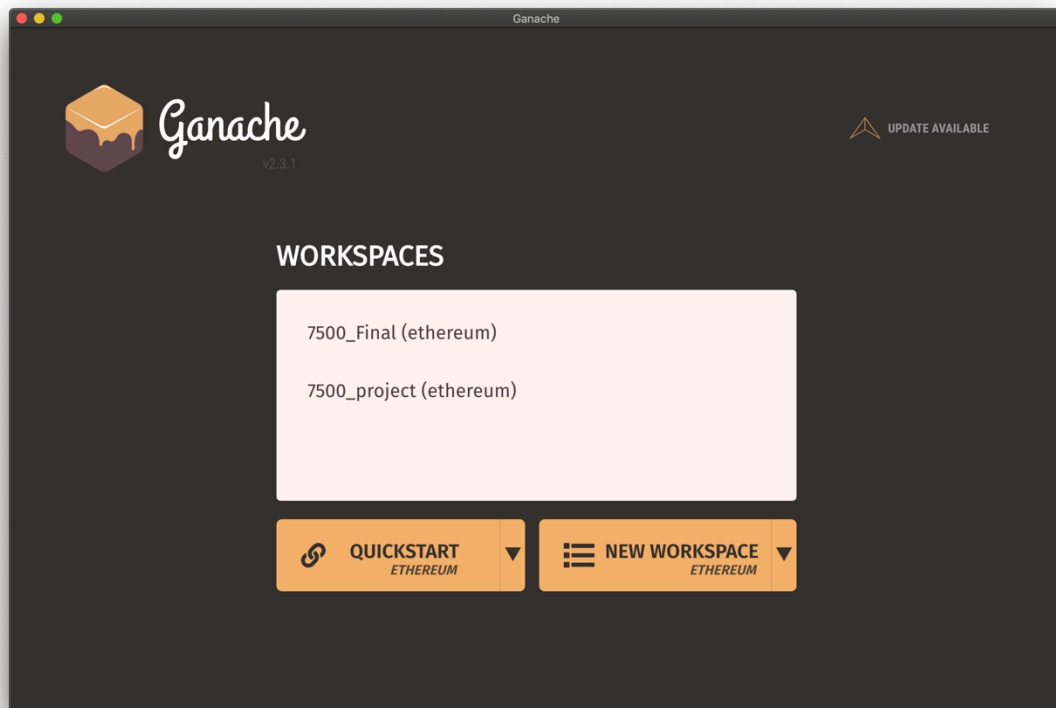 Ganache
Ganache
v2.3.1
UPDATE AVAILABLE
WORKSPACES
7500_Final (ethereum)
7500_project (ethereum)
QUICKSTART
ETHEREUM
NEW WORKSPACE
ETHEREUM